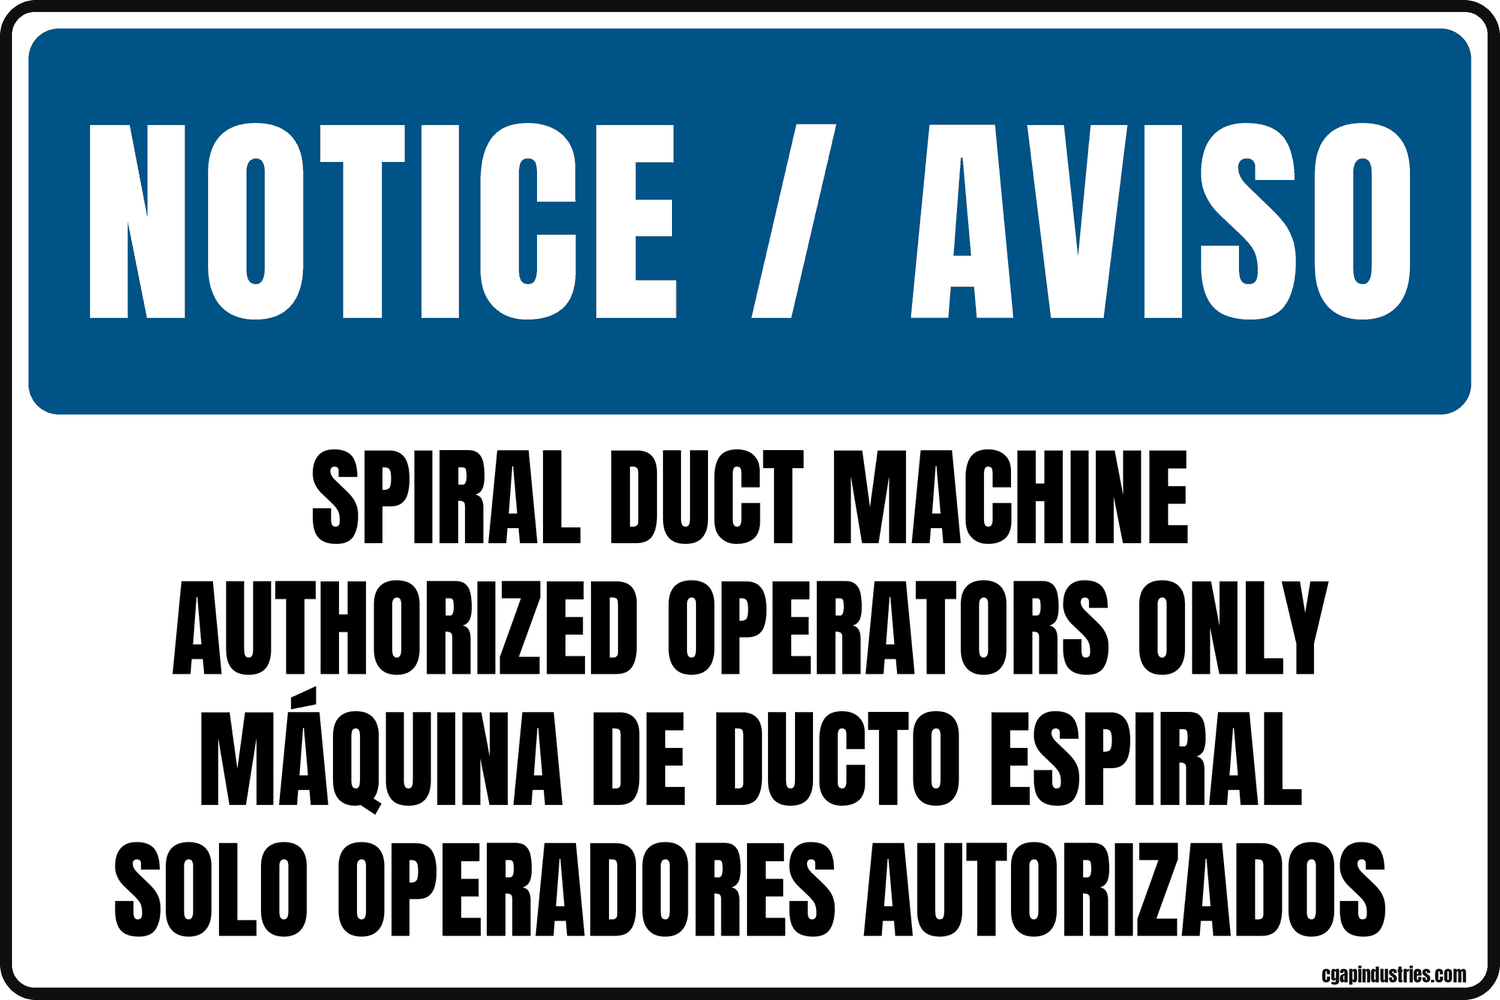 NOTICE / AVISO
SPIRAL DUCT MACHINE
AUTHORIZED OPERATORS ONLY
MÁQUINA DE DUCTO ESPIRAL
SOLO OPERADORES AUTORIZADOS
cgapindustries.com